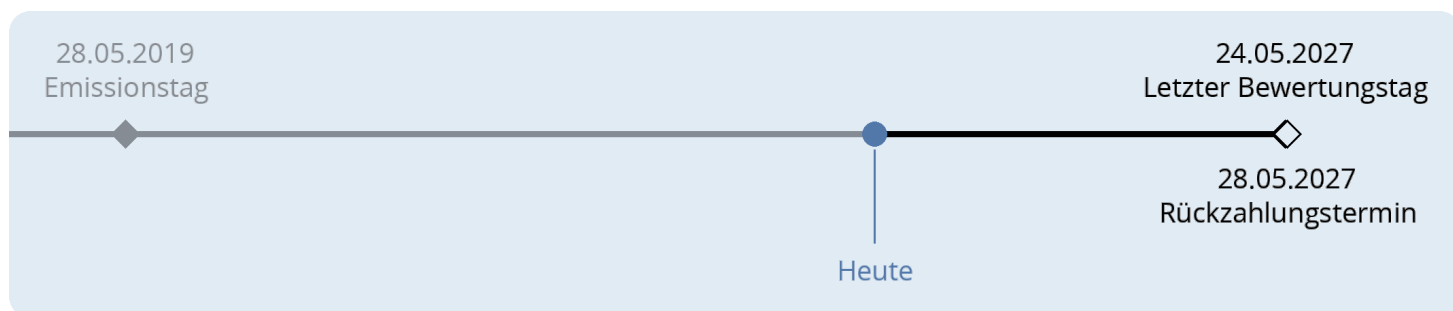 28.05.2019
Emissionstag
24.05.2027
Letzter Bewertungstag
28.05.2027
Rückzahlungstermin
Heute